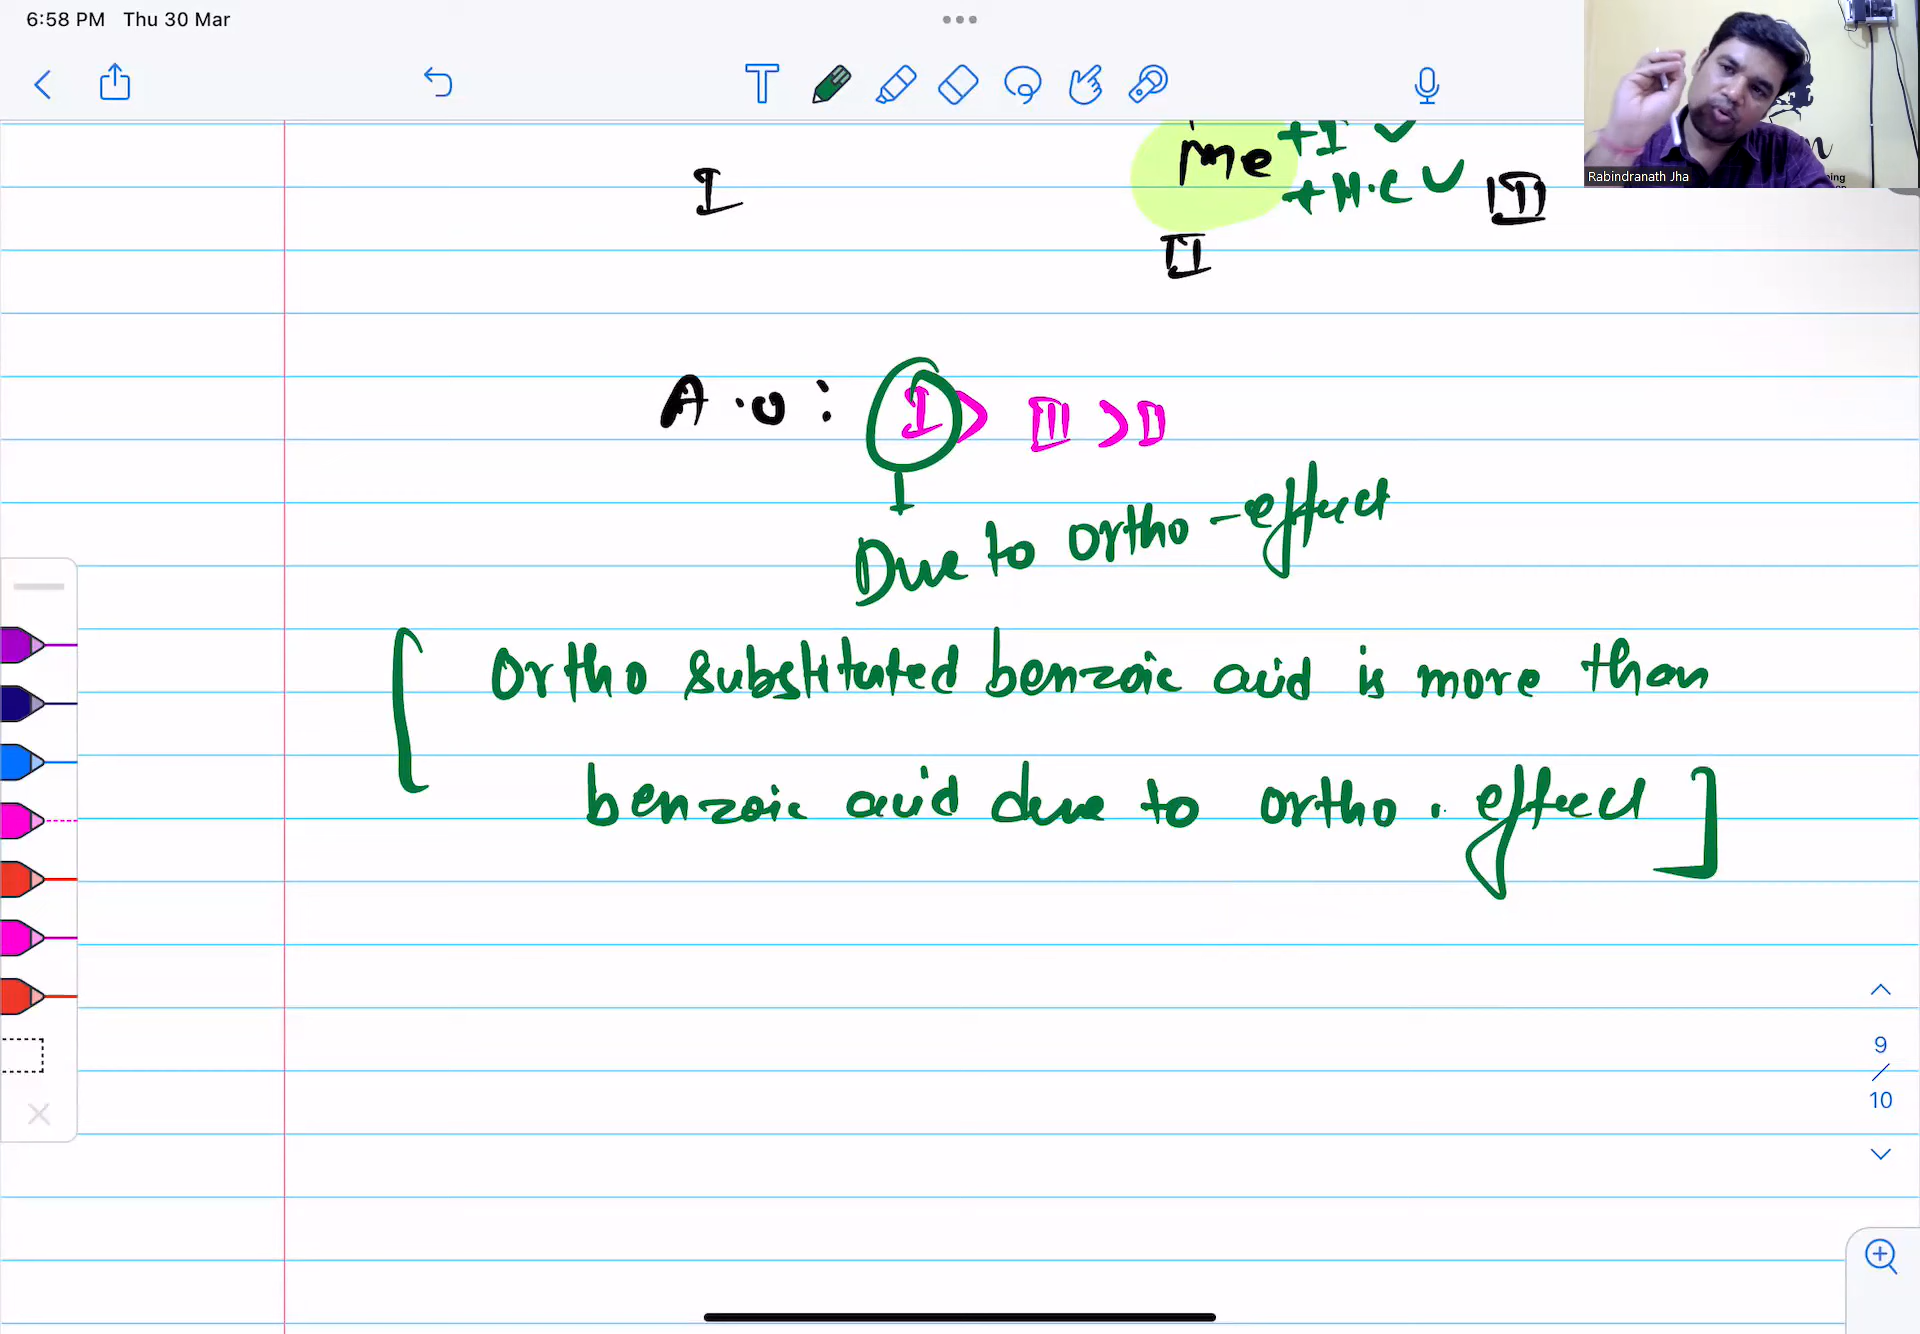 6:58 PM Thu 30 Mar
me +I ✓
+H.C ✓
I
III
II
Rabindranath Jha
A.O : I > III > II
Due to ortho-effect
[ Ortho substituted benzoic acid is more than
benzoic acid due to ortho. effect ]
9
/
10